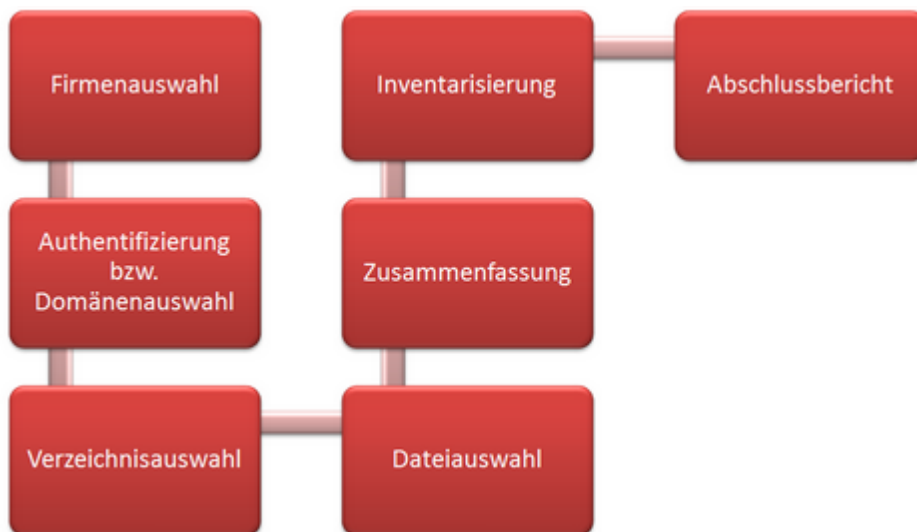 Firmenauswahl
Authentifizierung
bzw.
Domänenauswahl
Verzeichnisauswahl
Dateiauswahl
Zusammenfassung
Inventarisierung
Abschlussbericht